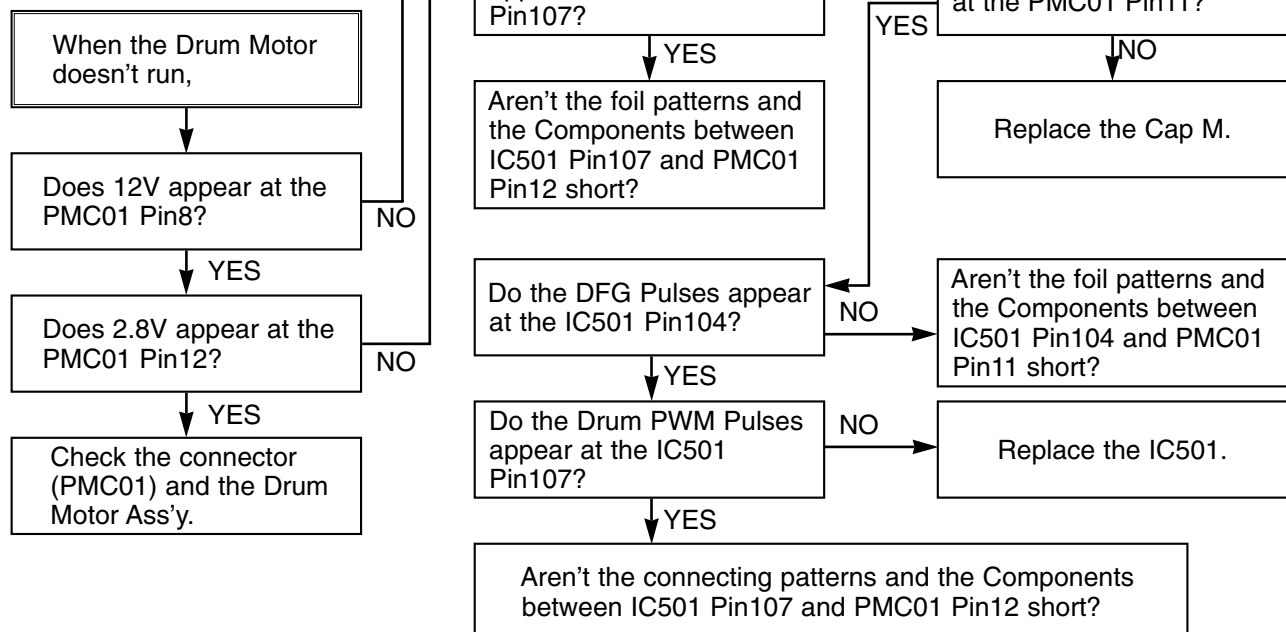 When the Drum Motor
doesn't run,
Does 12V appear at the
PMC01 Pin8?
NO
YES
Does 2.8V appear at the
PMC01 Pin12?
NO
YES
Check the connector
(PMC01) and the Drum
Motor Ass'y.
Pin107?
YES
Aren't the foil patterns and
the Components between
IC501 Pin107 and PMC01
Pin12 short?
at the PMC01 Pin11?
YES
NO
Replace the Cap M.
Do the DFG Pulses appear
at the IC501 Pin104?
NO
Aren't the foil patterns and
the Components between
IC501 Pin104 and PMC01
Pin11 short?
YES
Do the Drum PWM Pulses
appear at the IC501
Pin107?
NO
Replace the IC501.
YES
Aren't the connecting patterns and the Components
between IC501 Pin107 and PMC01 Pin12 short?